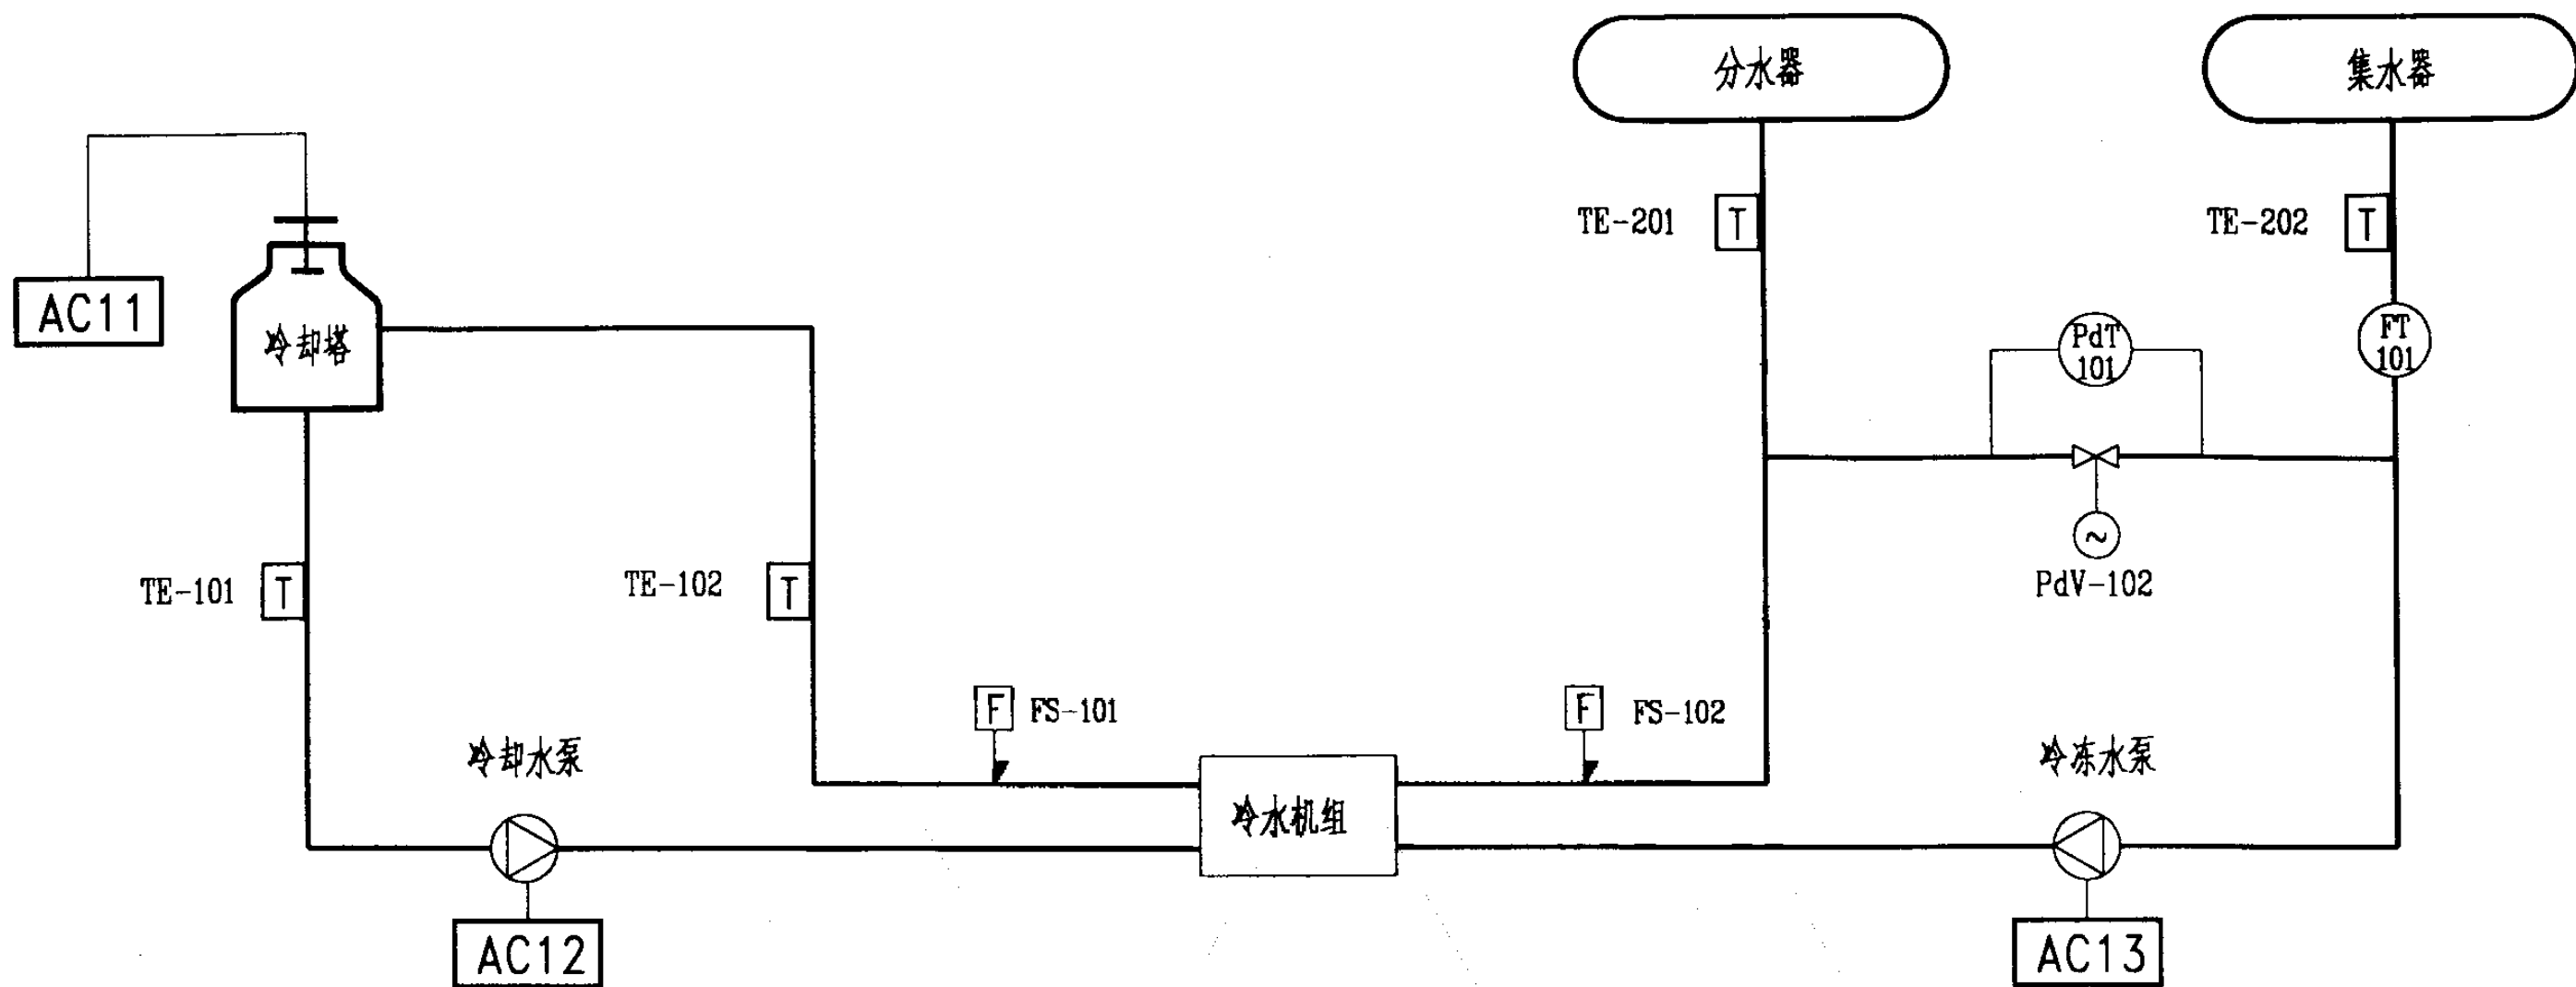 分水器
集水器
TE-201
T
TE-202
T
AC11
冷却塔
PdT
101
FT
101
TE-101
T
TE-102
T
~
PdV-102
F
FS-101
F
FS-102
冷却水泵
冷冻水泵
冷水机组
AC12
AC13